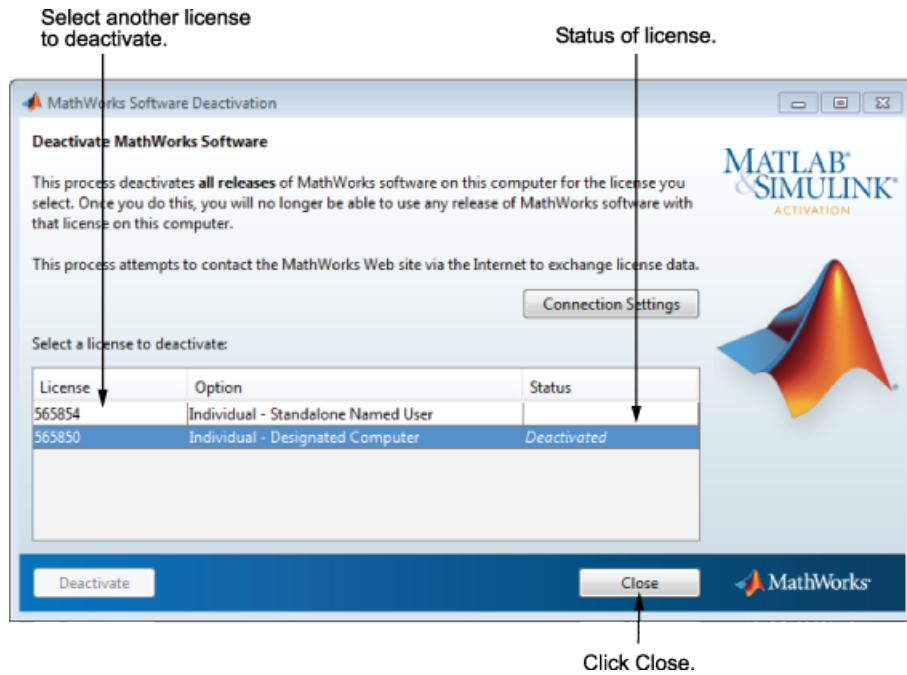 Select another license
to deactivate.
Status of license.
MathWorks Software Deactivation
Deactivate MathWorks Software
This process deactivates all releases of MathWorks software on this computer for the license you
select. Once you do this, you will no longer be able to use any release of MathWorks software with
that license on this computer.
This process attempts to contact the MathWorks Web site via the Internet to exchange license data.
MATLAB®
&SIMULINK®
ACTIVATION
Connection Settings
Select a license to deactivate:
License Option Status
565854 Individual - Standalone Named User
565850 Individual - Designated Computer Deactivated
Deactivate Close MathWorks®
Click Close.